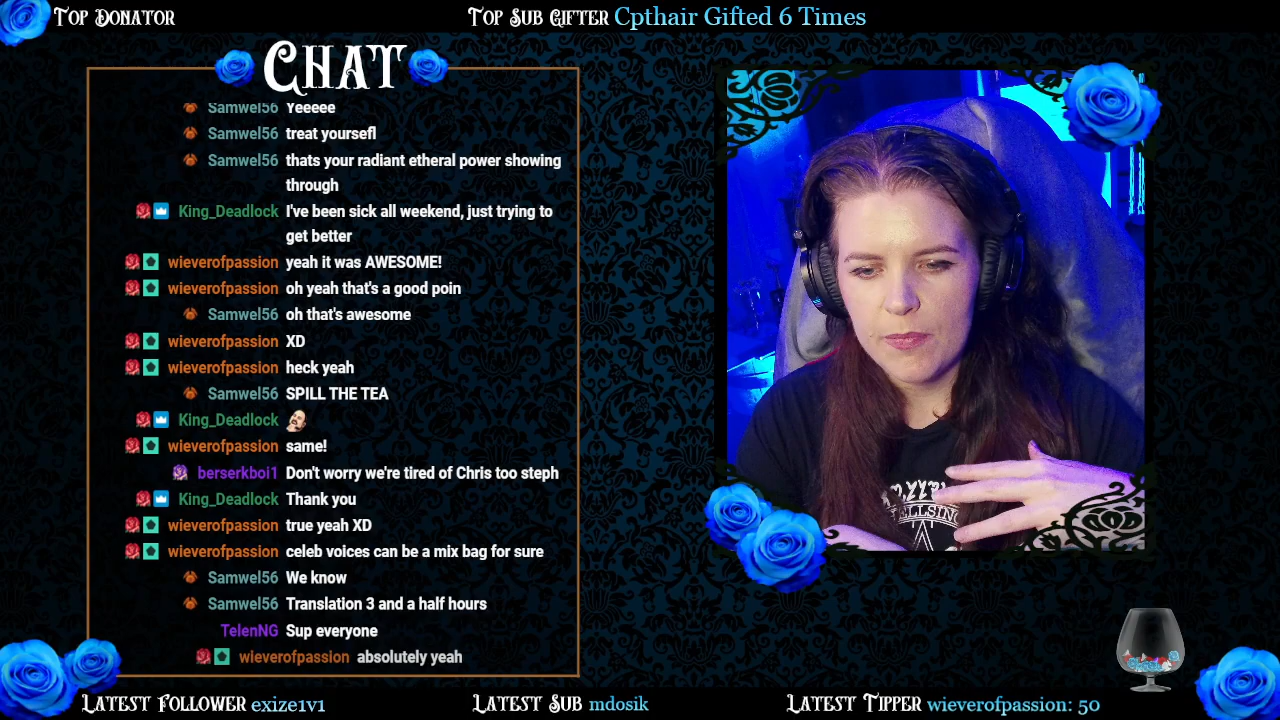 Top Donator
Top Sub Gifter Cpthair Gifted 6 Times
Chat
Samwel56 Yeeeee
Samwel56 treat yoursefl
Samwel56 thats your radiant etheral power showing
through
King_Deadlock I've been sick all weekend, just trying to
get better
wieverofpassion yeah it was AWESOME!
wieverofpassion oh yeah that's a good poin
Samwel56 oh that's awesome
wieverofpassion XD
wieverofpassion heck yeah
Samwel56 SPILL THE TEA
King_Deadlock
wieverofpassion same!
berserkboi1 Don't worry we're tired of Chris too steph
King_Deadlock Thank you
wieverofpassion true yeah XD
wieverofpassion celeb voices can be a mix bag for sure
Samwel56 We know
Samwel56 Translation 3 and a half hours
TelenNG Sup everyone
wieverofpassion absolutely yeah
HELLSING
Latest Follower exize1v1
Latest Sub mdosik
Latest Tipper wieverofpassion: 50